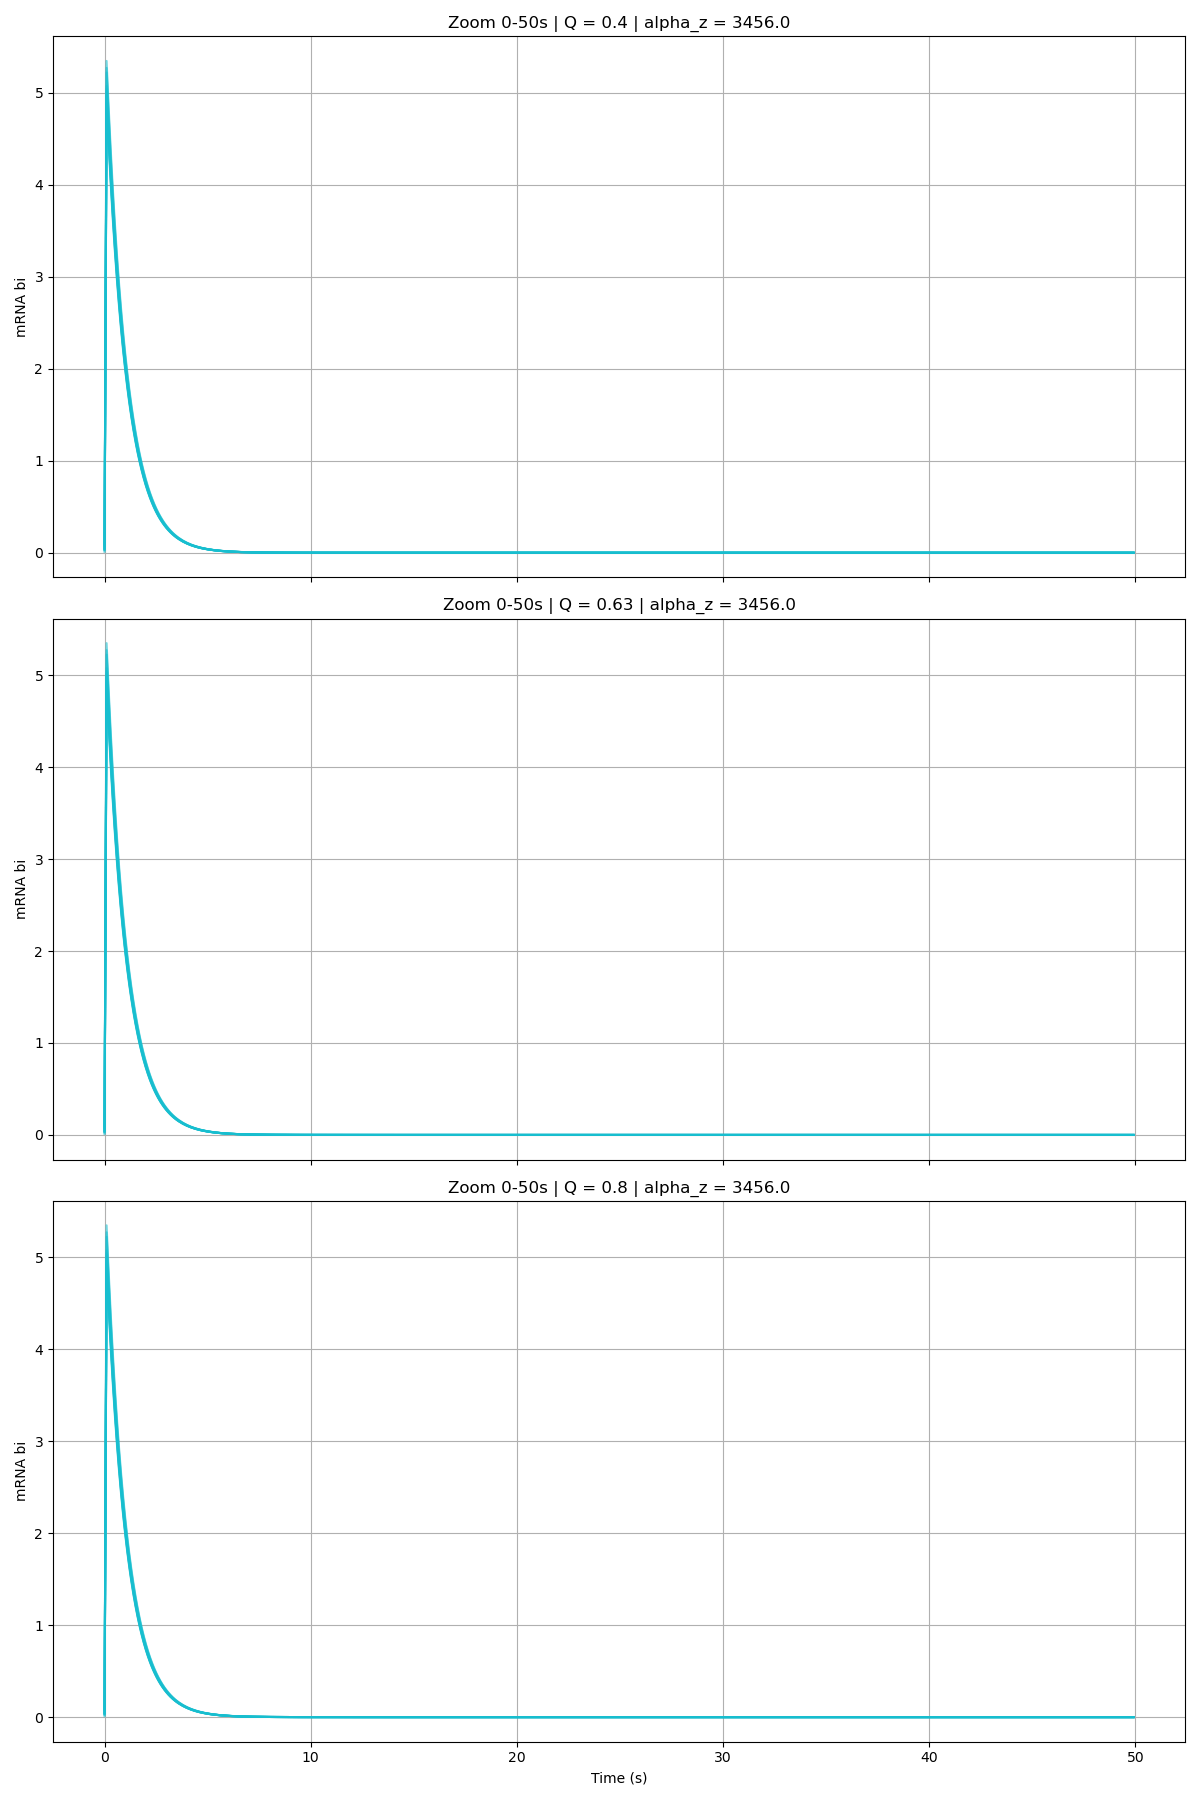 Zoom 0-50s | Q = 0.4 | alpha_z = 3456.0
5
4
3
2
1
0
mRNA bi
Zoom 0-50s | Q = 0.63 | alpha_z = 3456.0
5
4
3
2
1
0
mRNA bi
Zoom 0-50s | Q = 0.8 | alpha_z = 3456.0
5
4
3
2
1
0
mRNA bi
0 10 20 30 40 50
Time (s)